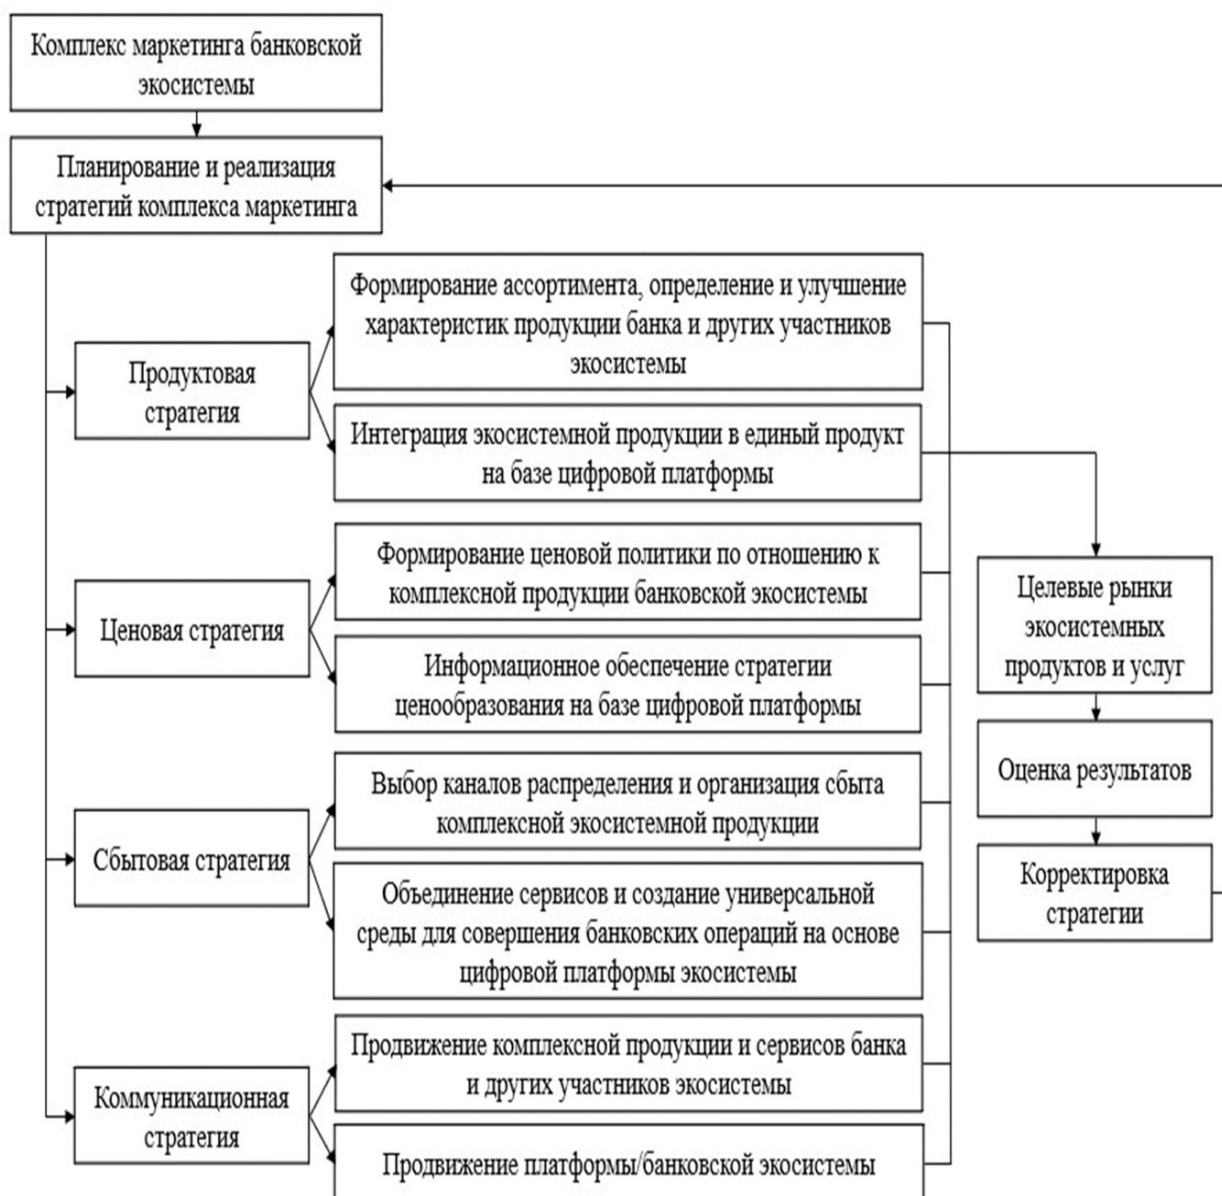 Комплекс маркетинга банковской
экосистемы
Планирование и реализация
стратегий комплекса маркетинга
Продуктовая
стратегия
Формирование ассортимента, определение и улучшение
характеристик продукции банка и других участников
экосистемы
Интеграция экосистемной продукции в единый продукт
на базе цифровой платформы
Ценовая стратегия
Формирование ценовой политики по отношению к
комплексной продукции банковской экосистемы
Информационное обеспечение стратегии
ценообразования на базе цифровой платформы
Сбытовая стратегия
Выбор каналов распределения и организация сбыта
комплексной экосистемной продукции
Объединение сервисов и создание универсальной
среды для совершения банковских операций на основе
цифровой платформы экосистемы
Коммуникационная
стратегия
Продвижение комплексной продукции и сервисов банка
и других участников экосистемы
Продвижение платформы/банковской экосистемы
Целевые рынки
экосистемных
продуктов и услуг
Оценка результатов
Корректировка
стратегии